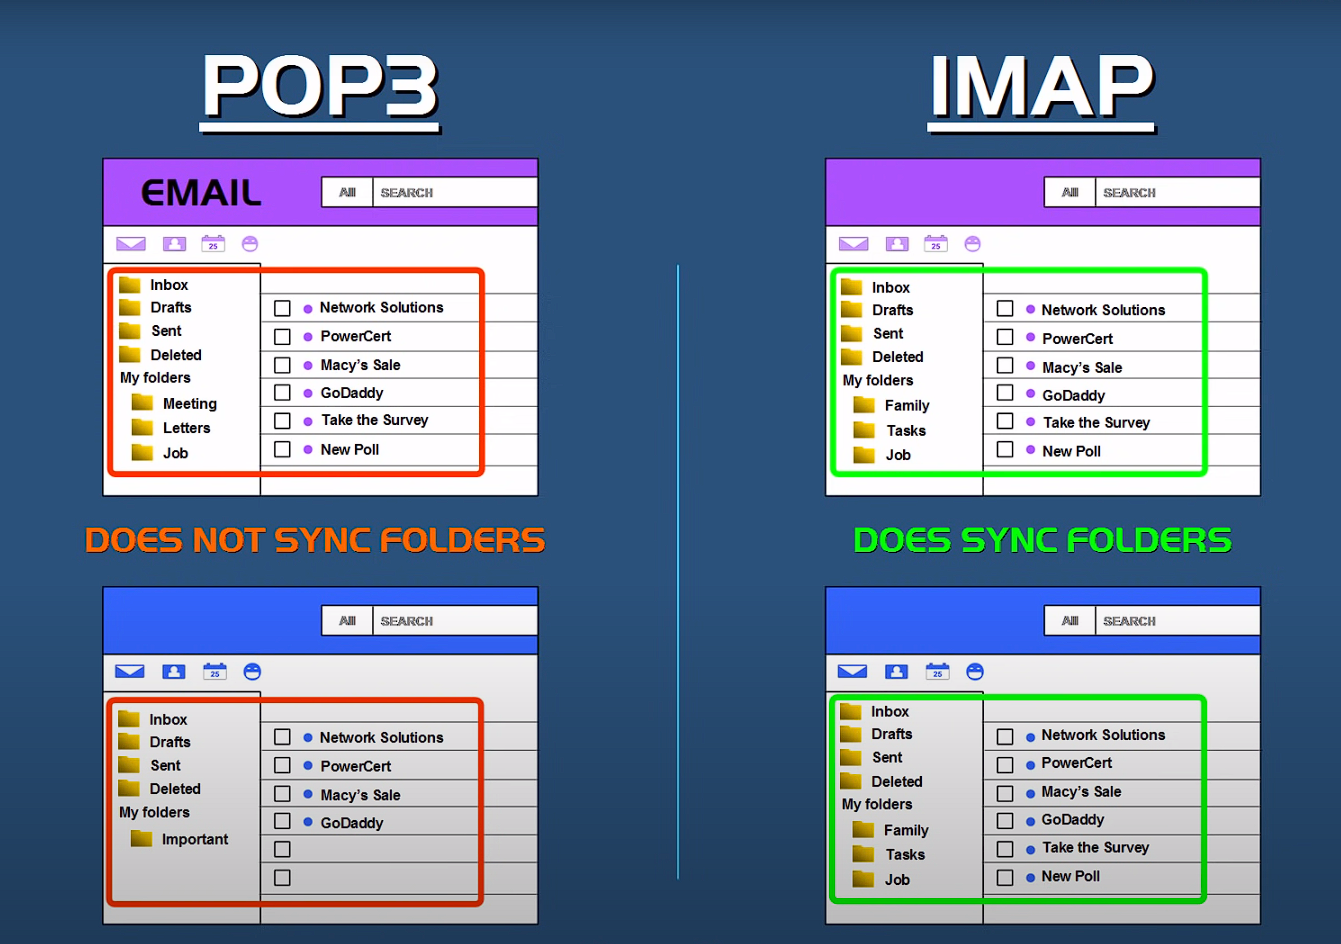 POP3
EMAIL
All SEARCH
25
Inbox
Drafts
Sent
Deleted
My folders
Meeting
Letters
Job
Network Solutions
PowerCert
Macy's Sale
GoDaddy
Take the Survey
New Poll
DOES NOT SYNC FOLDERS
All SEARCH
25
Inbox
Drafts
Sent
Deleted
My folders
Important
Network Solutions
PowerCert
Macy's Sale
GoDaddy
IMAP
All SEARCH
25
Inbox
Drafts
Sent
Deleted
My folders
Family
Tasks
Job
Network Solutions
PowerCert
Macy's Sale
GoDaddy
Take the Survey
New Poll
DOES SYNC FOLDERS
All SEARCH
25
Inbox
Drafts
Sent
Deleted
My folders
Family
Tasks
Job
Network Solutions
PowerCert
Macy's Sale
GoDaddy
Take the Survey
New Poll